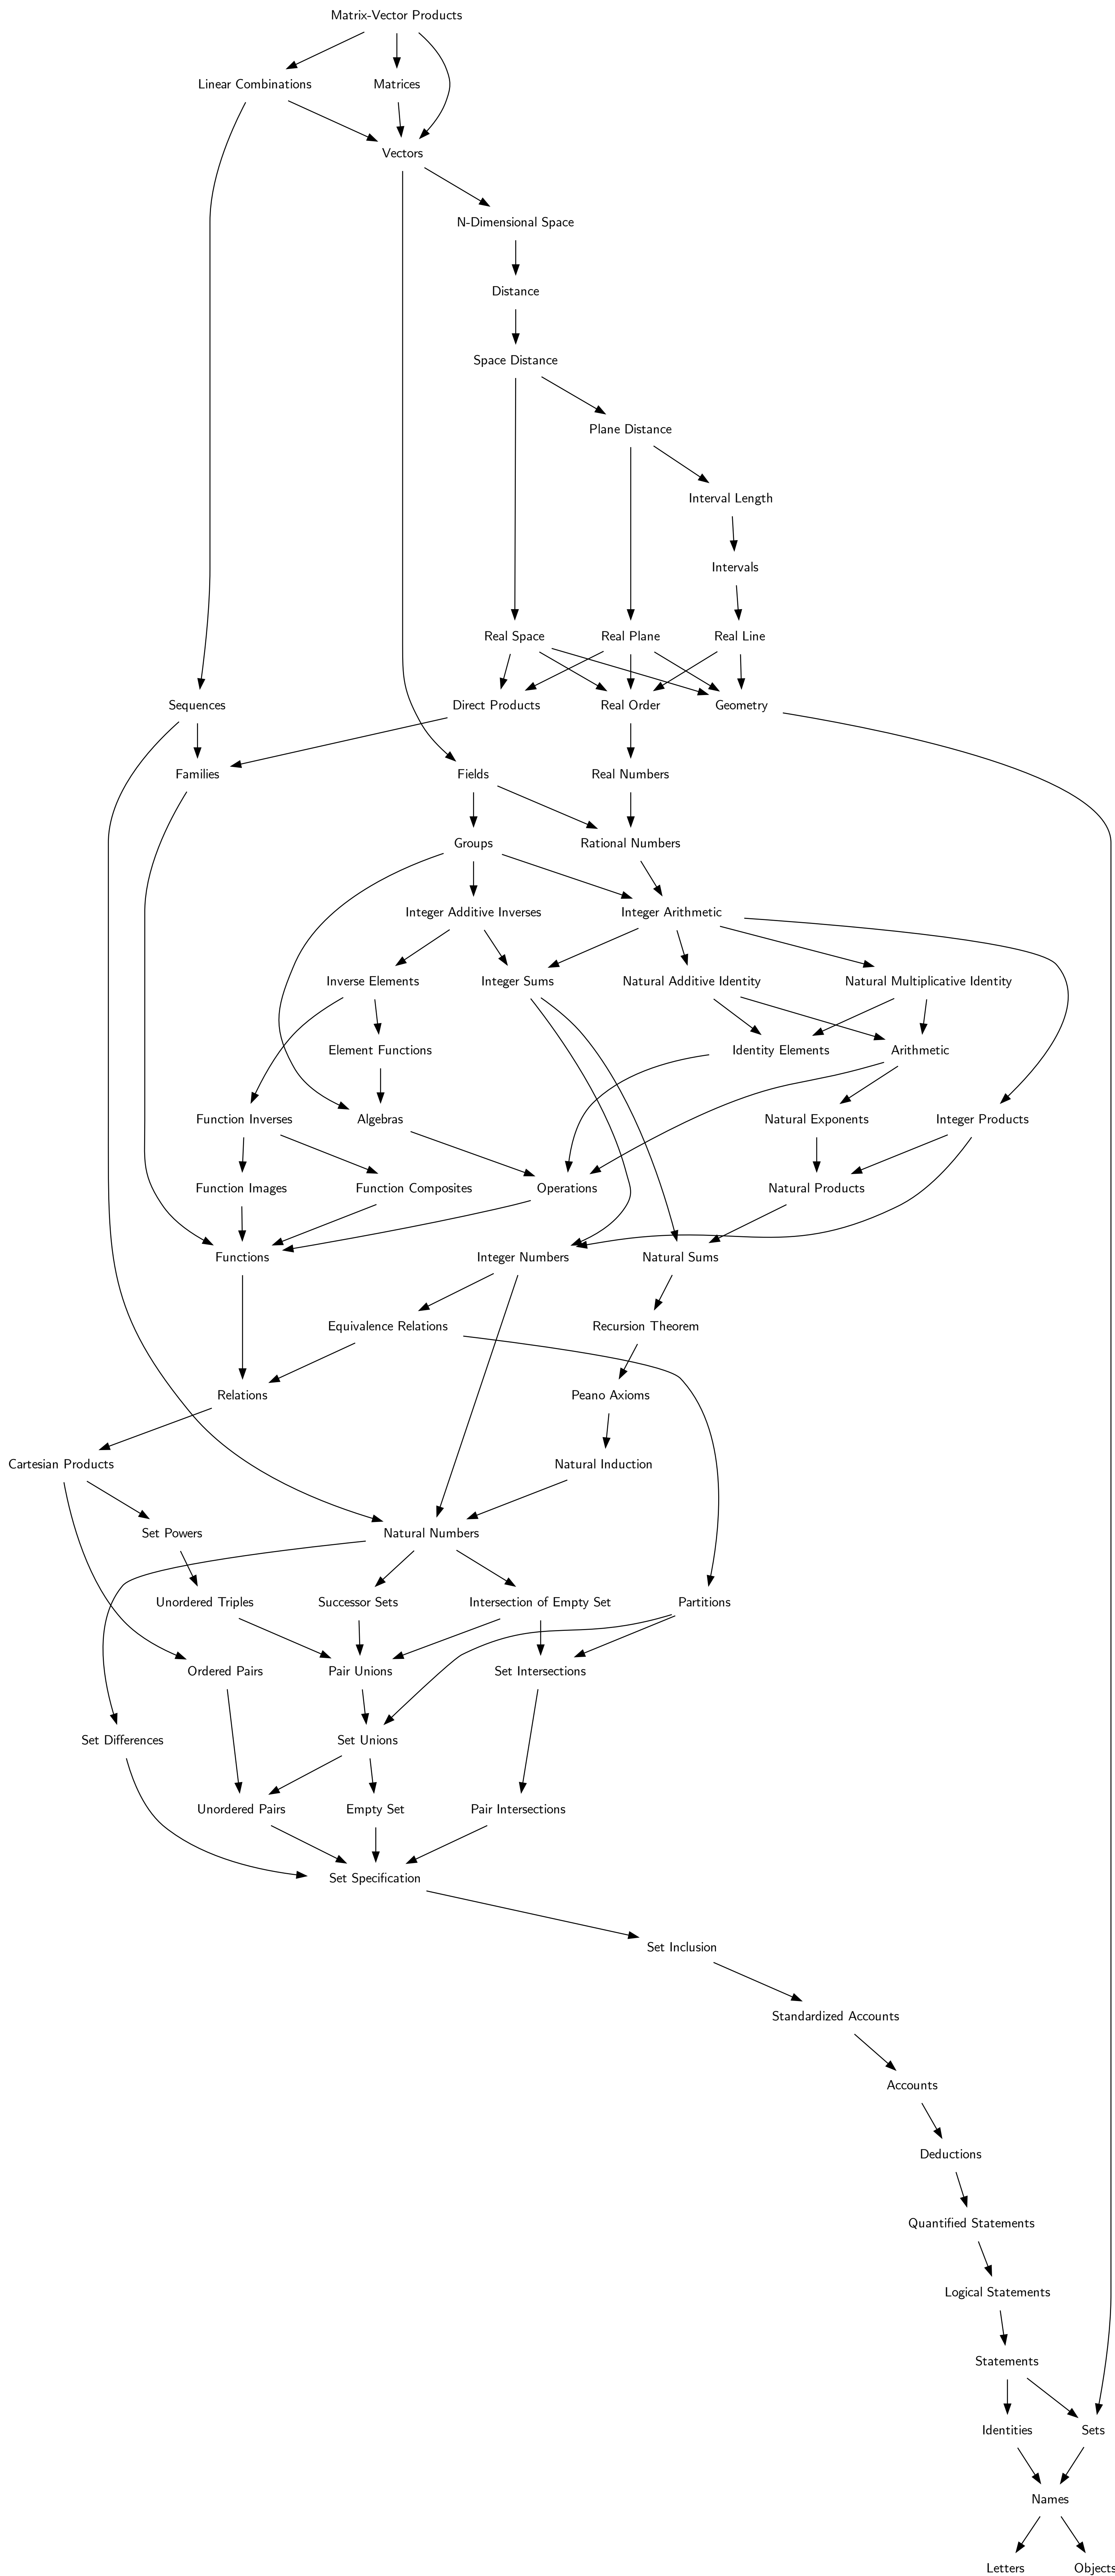 Matrix-Vector Products
Linear Combinations
Matrices
Vectors
N-Dimensional Space
Distance
Space Distance
Plane Distance
Interval Length
Intervals
Real Space
Real Plane
Real Line
Sequences
Direct Products
Real Order
Geometry
Families
Fields
Real Numbers
Groups
Rational Numbers
Integer Additive Inverses
Integer Arithmetic
Inverse Elements
Integer Sums
Natural Additive Identity
Natural Multiplicative Identity
Element Functions
Identity Elements
Arithmetic
Function Inverses
Algebras
Natural Exponents
Integer Products
Function Images
Function Composites
Operations
Natural Products
Functions
Integer Numbers
Natural Sums
Equivalence Relations
Recursion Theorem
Relations
Peano Axioms
Cartesian Products
Natural Induction
Set Powers
Natural Numbers
Unordered Triples
Successor Sets
Intersection of Empty Set
Partitions
Ordered Pairs
Pair Unions
Set Intersections
Set Differences
Set Unions
Unordered Pairs
Empty Set
Pair Intersections
Set Specification
Set Inclusion
Standardized Accounts
Accounts
Deductions
Quantified Statements
Logical Statements
Statements
Identities
Sets
Names
Letters
Objects